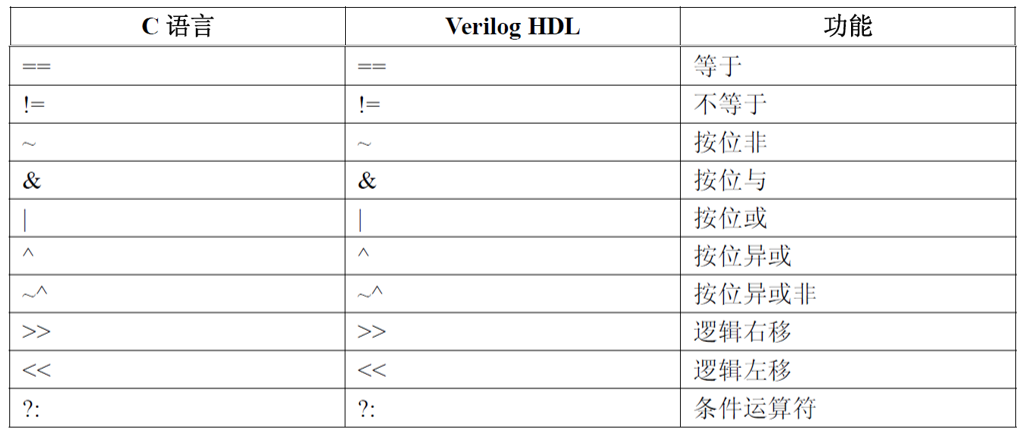 C 语言 Verilog HDL 功能
== == 等于
!= != 不等于
~ ~ 按位非
& & 按位与
| | 按位或
^ ^ 按位异或
~^ ~^ 按位异或非
>> >> 逻辑右移
<< << 逻辑左移
?: ?: 条件运算符